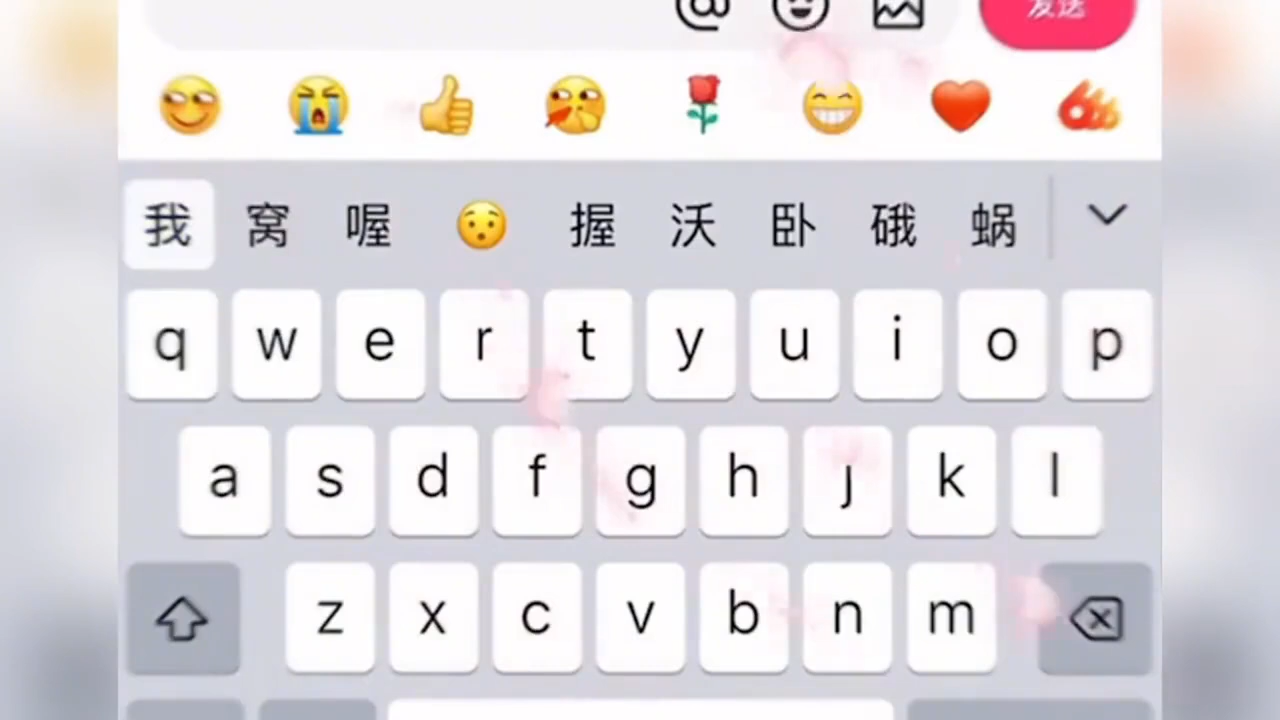 @ 发送
我 窝 喔 握 沃 卧 硪 蜗
q w e r t y u i o p
a s d f g h j k l
z x c v b n m